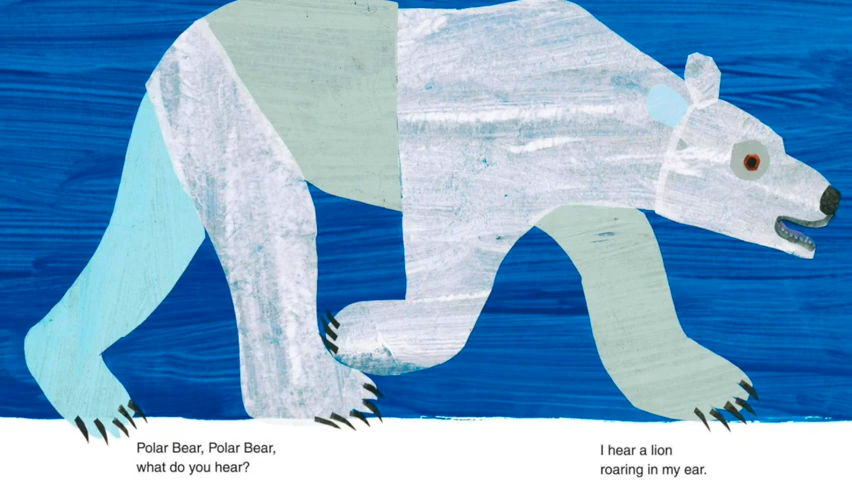 Polar Bear, Polar Bear,
what do you hear?
I hear a lion
roaring in my ear.